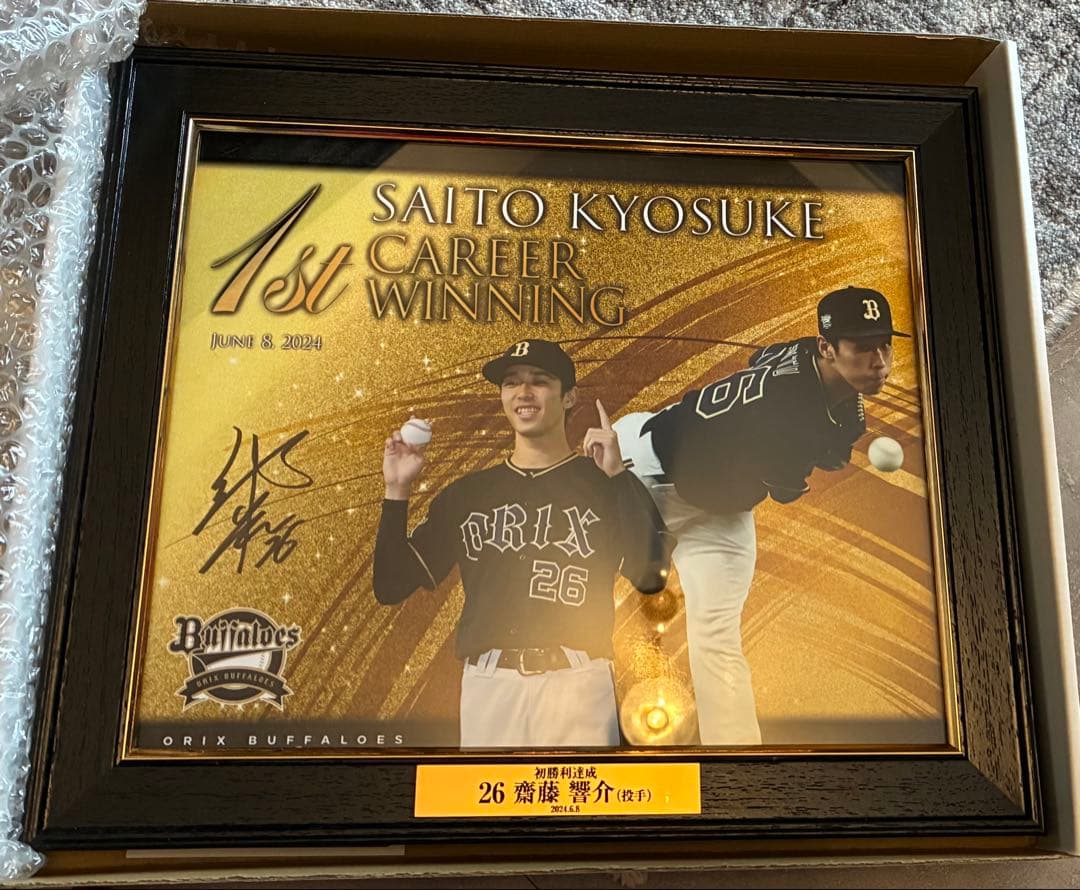 1st
SAITO KYOSUKE
CAREER
WINNING
JUNE 8, 2024
B
B
ORIX
26
26
Buffaloes
ORIX BUFFALOES
ORIX BUFFALOES
初勝利達成
26 齋藤 響介(投手)
2024.6.8